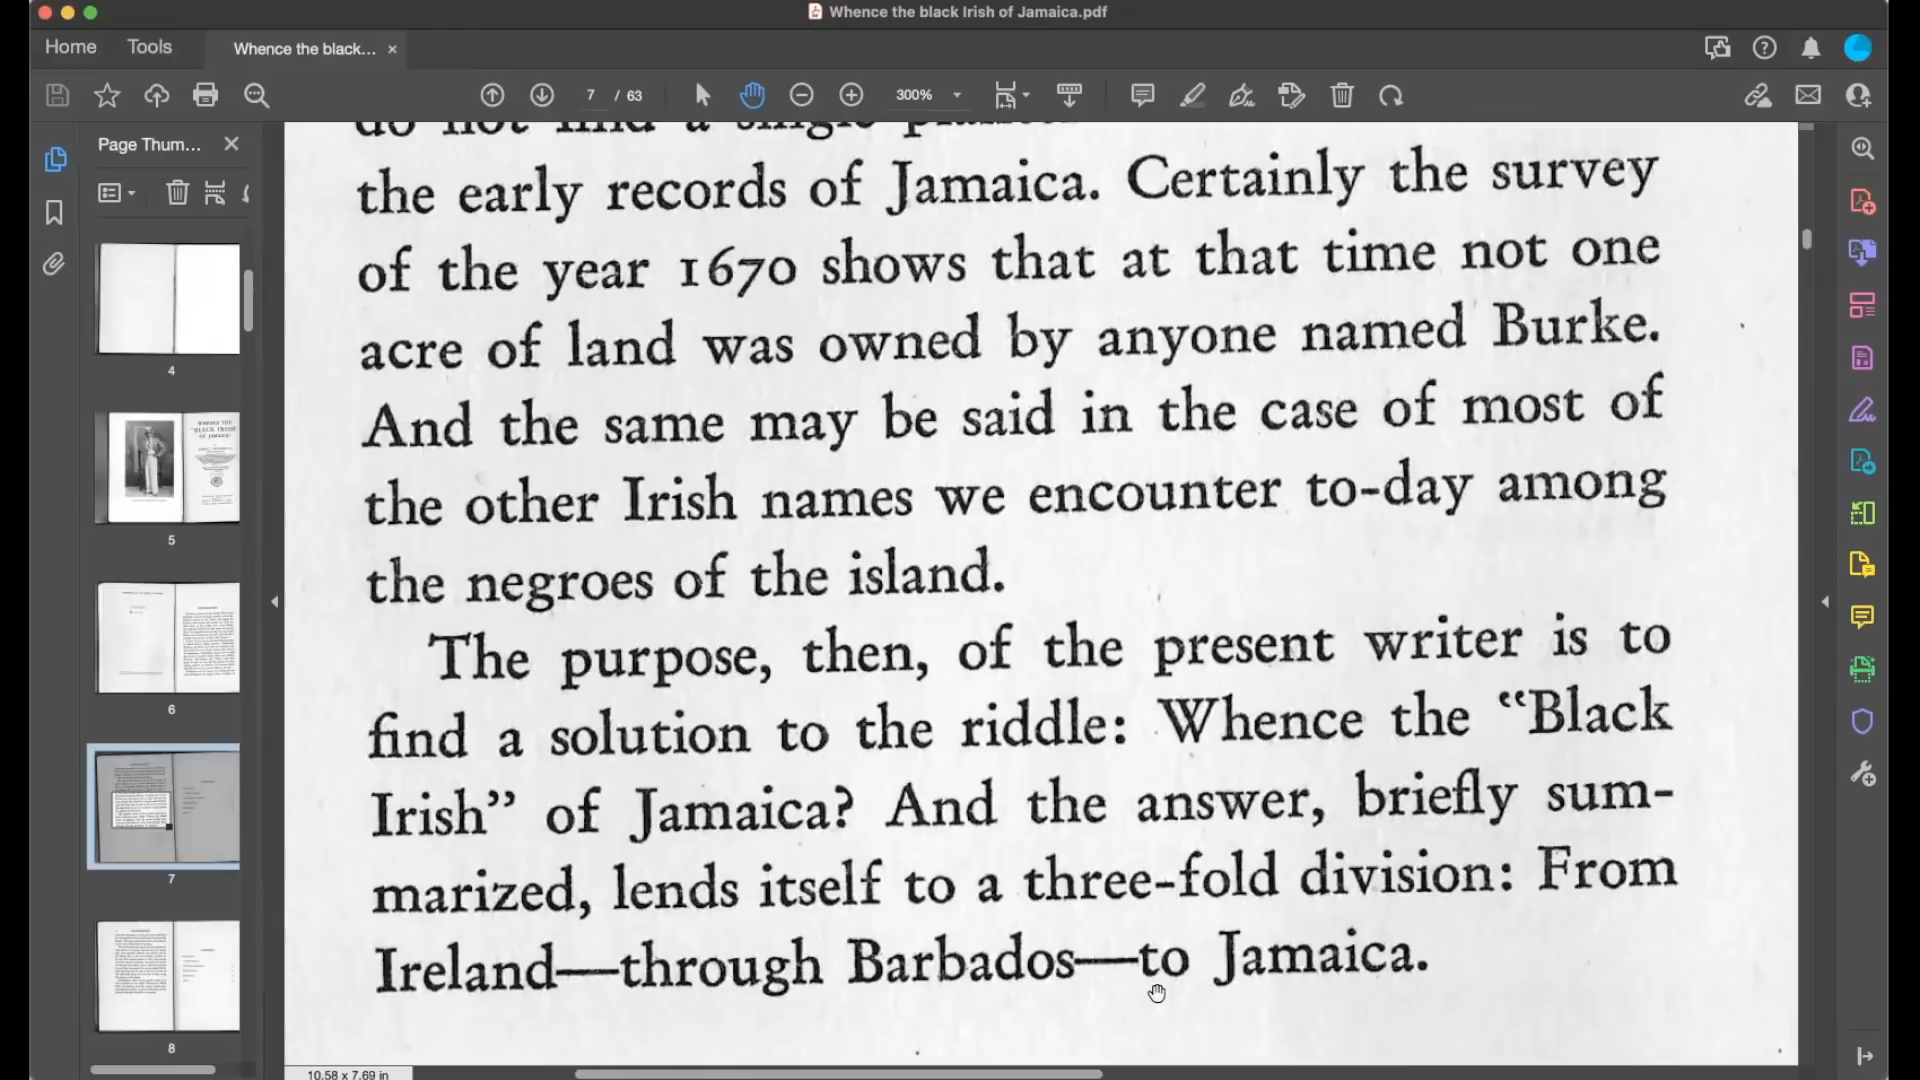 Whence the black Irish of Jamaica.pdf
Home Tools Whence the black...
7 / 63 300%
Page Thum...
4
5
6
7
8
do not find a single
the early records of Jamaica. Certainly the survey
of the year 1670 shows that at that time not one
acre of land was owned by anyone named Burke.
And the same may be said in the case of most of
the other Irish names we encounter to-day among
the negroes of the island.
The purpose, then, of the present writer is to
find a solution to the riddle: Whence the “Black
Irish” of Jamaica? And the answer, briefly sum-
marized, lends itself to a three-fold division: From
Ireland—through Barbados—to Jamaica.
10.58 x 7.69 in